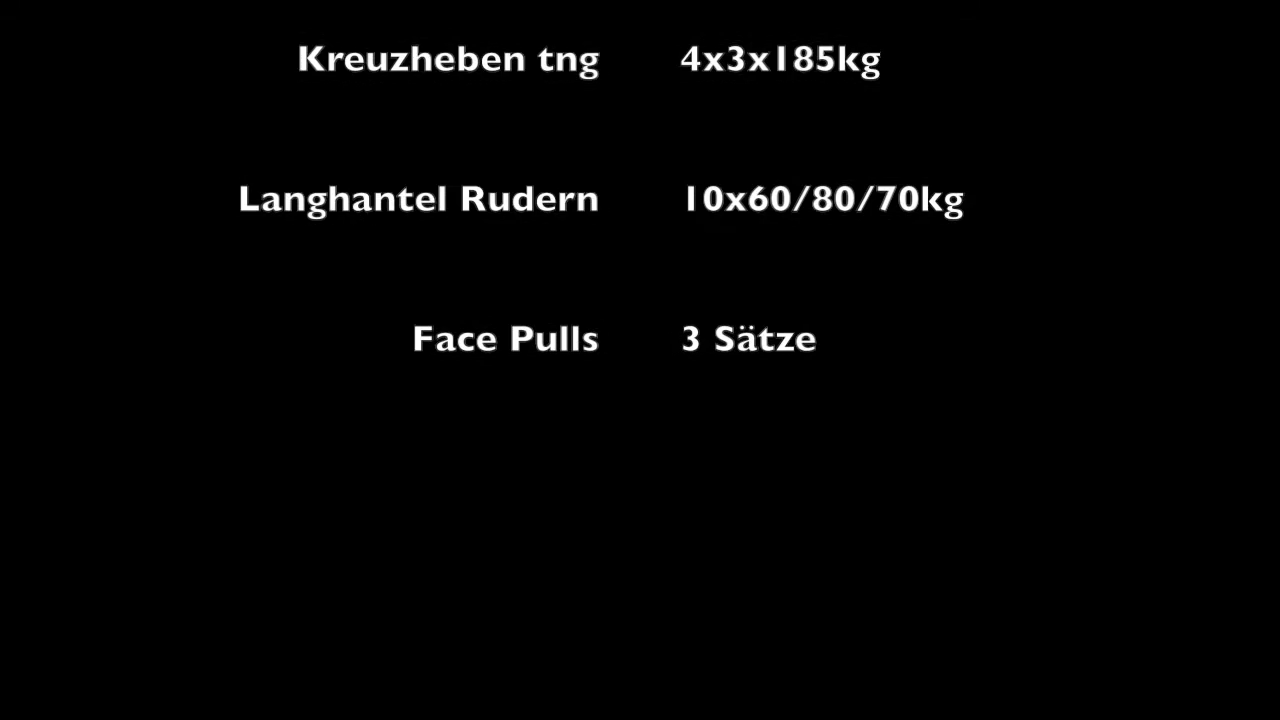 Kreuzheben tng 4x3x185kg
Langhantel Rudern 10x60/80/70kg
Face Pulls 3 Sätze